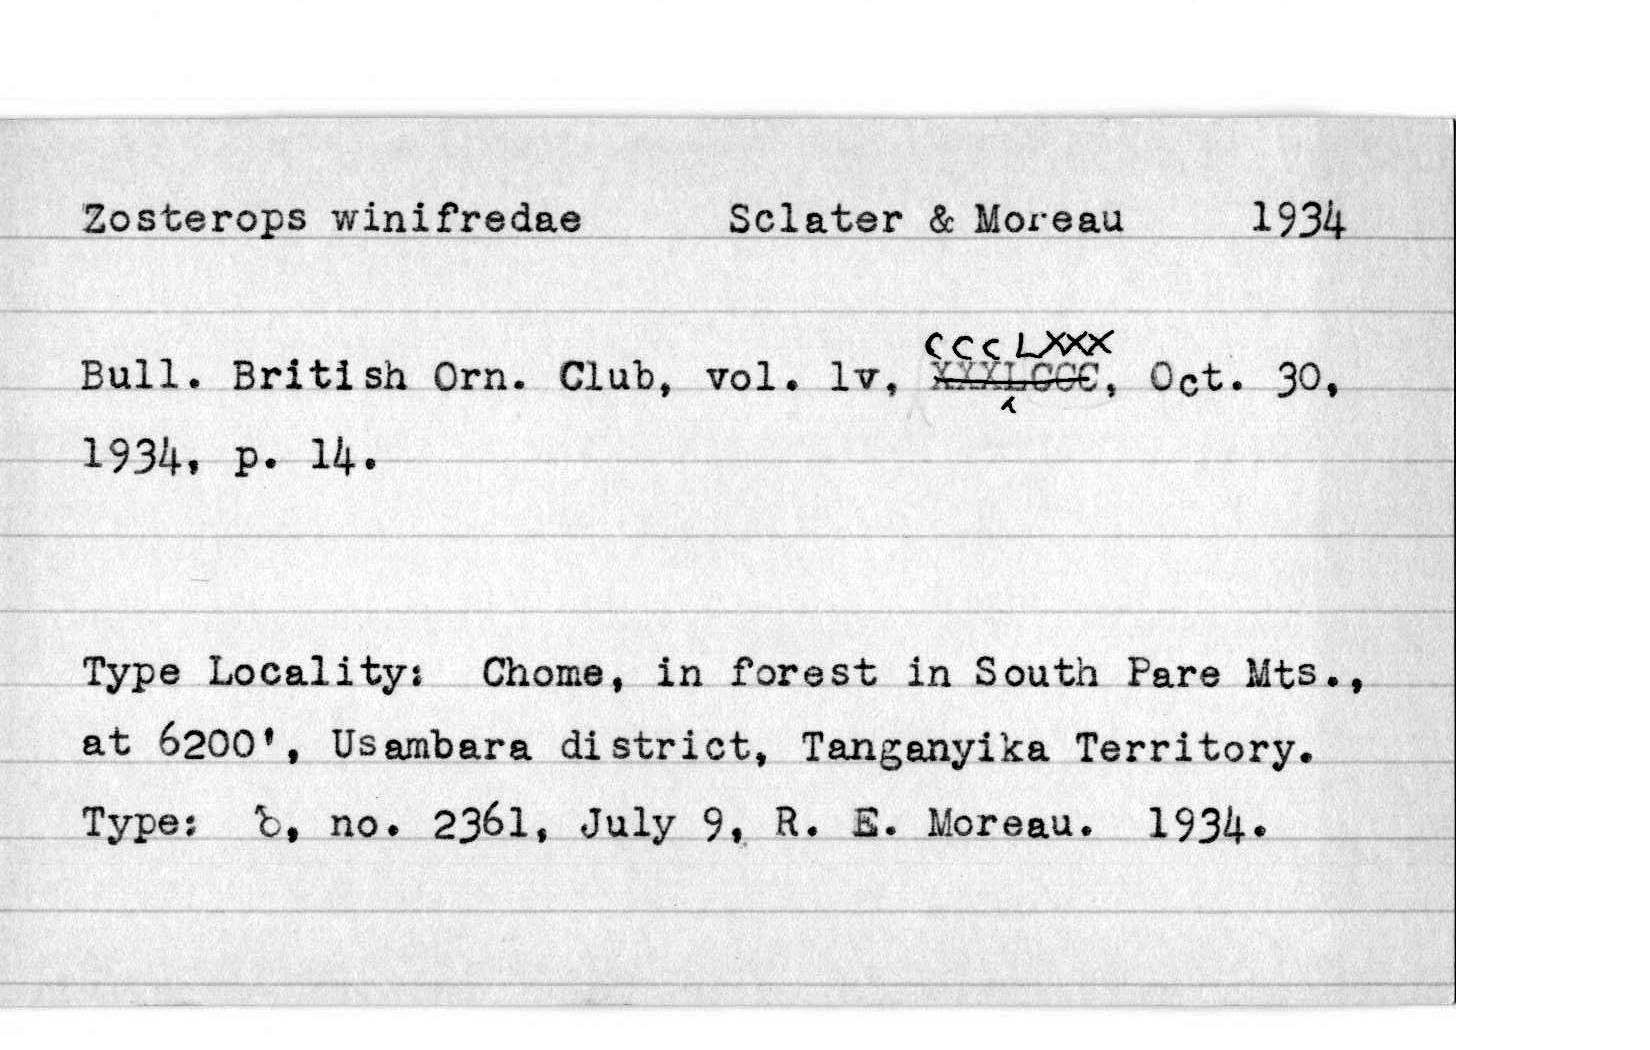 Zosterops winifredae Sclater & Moreau 1934
CCCLXXX
Bull. British Orn. Club, vol. lv, XXXLCCC, Oct. 30,
1934, p. 14.
Type Locality: Chome, in forest in South Pare Mts.,
at 6200', Usambara district, Tanganyika Territory.
Type: ♂, no. 2361, July 9, R. E. Moreau. 1934.